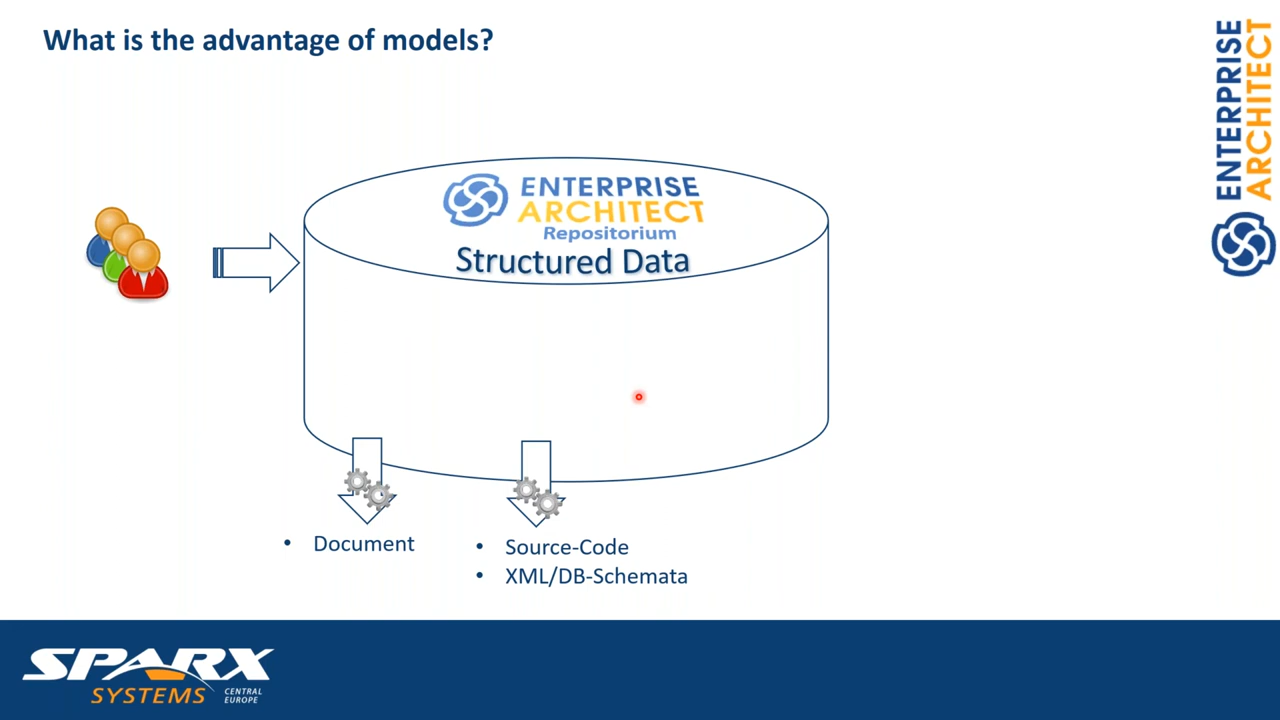 What is the advantage of models?
ENTERPRISE
ARCHITECT
ENTERPRISE
ARCHITECT
Repositorium
Structured Data
• Document
• Source-Code
• XML/DB-Schemata
SPARX
SYSTEMS
CENTRAL
EUROPE